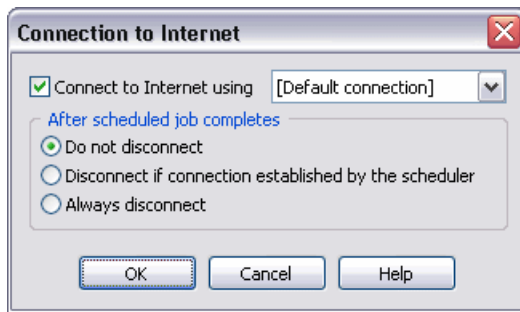 Connection to Internet
Connect to Internet using [Default connection]
After scheduled job completes
Do not disconnect
Disconnect if connection established by the scheduler
Always disconnect
OK Cancel Help